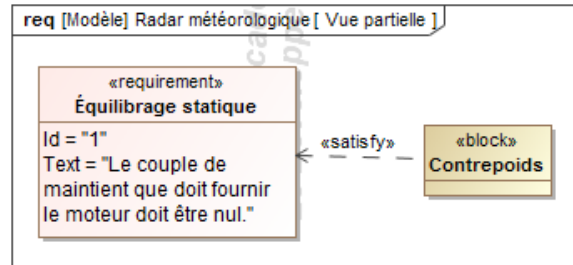 req [Modèle] Radar météorologique [ Vue partielle ]
«requirement»
Équilibrage statique
Id = "1"
Text = "Le couple de
maintient que doit fournir
le moteur doit être nul."
«satisfy»
«block»
Contrepoids